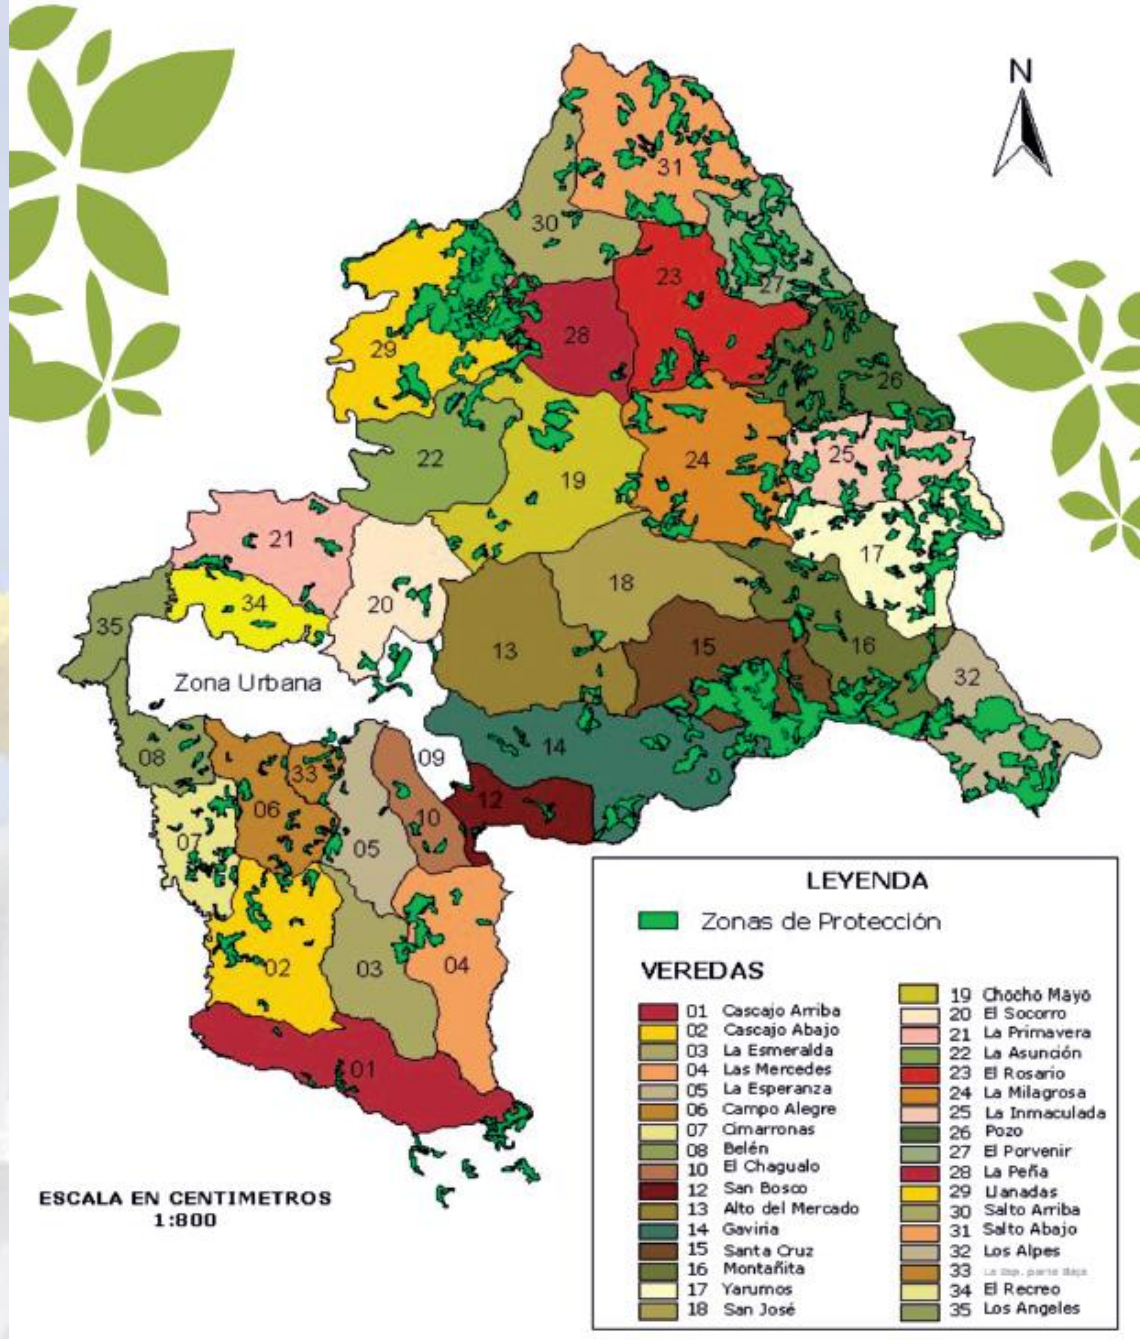 N
31
30
23
27
28
29
26
22
24
25
19
21
17
34
20
18
35
13
15
16
Zona Urbana
32
14
08
33
09
12
06
10
07
05
02
03
04
01
ESCALA EN CENTIMETROS
1:800
LEYENDA
Zonas de Protección
VEREDAS
01 Cascajo Arriba
02 Cascajo Abajo
03 La Esmeralda
04 Las Mercedes
05 La Esperanza
06 Campo Alegre
07 Cimarronas
08 Belén
10 El Chagualo
12 San Bosco
13 Alto del Mercado
14 Gaviria
15 Santa Cruz
16 Montañita
17 Yarumos
18 San José
19 Chocho Mayo
20 El Socorro
21 La Primavera
22 La Asunción
23 El Rosario
24 La Milagrosa
25 La Inmaculada
26 Pozo
27 El Porvenir
28 La Peña
29 Llanadas
30 Salto Arriba
31 Salto Abajo
32 Los Alpes
33 La Esp. parte Baja
34 El Recreo
35 Los Angeles